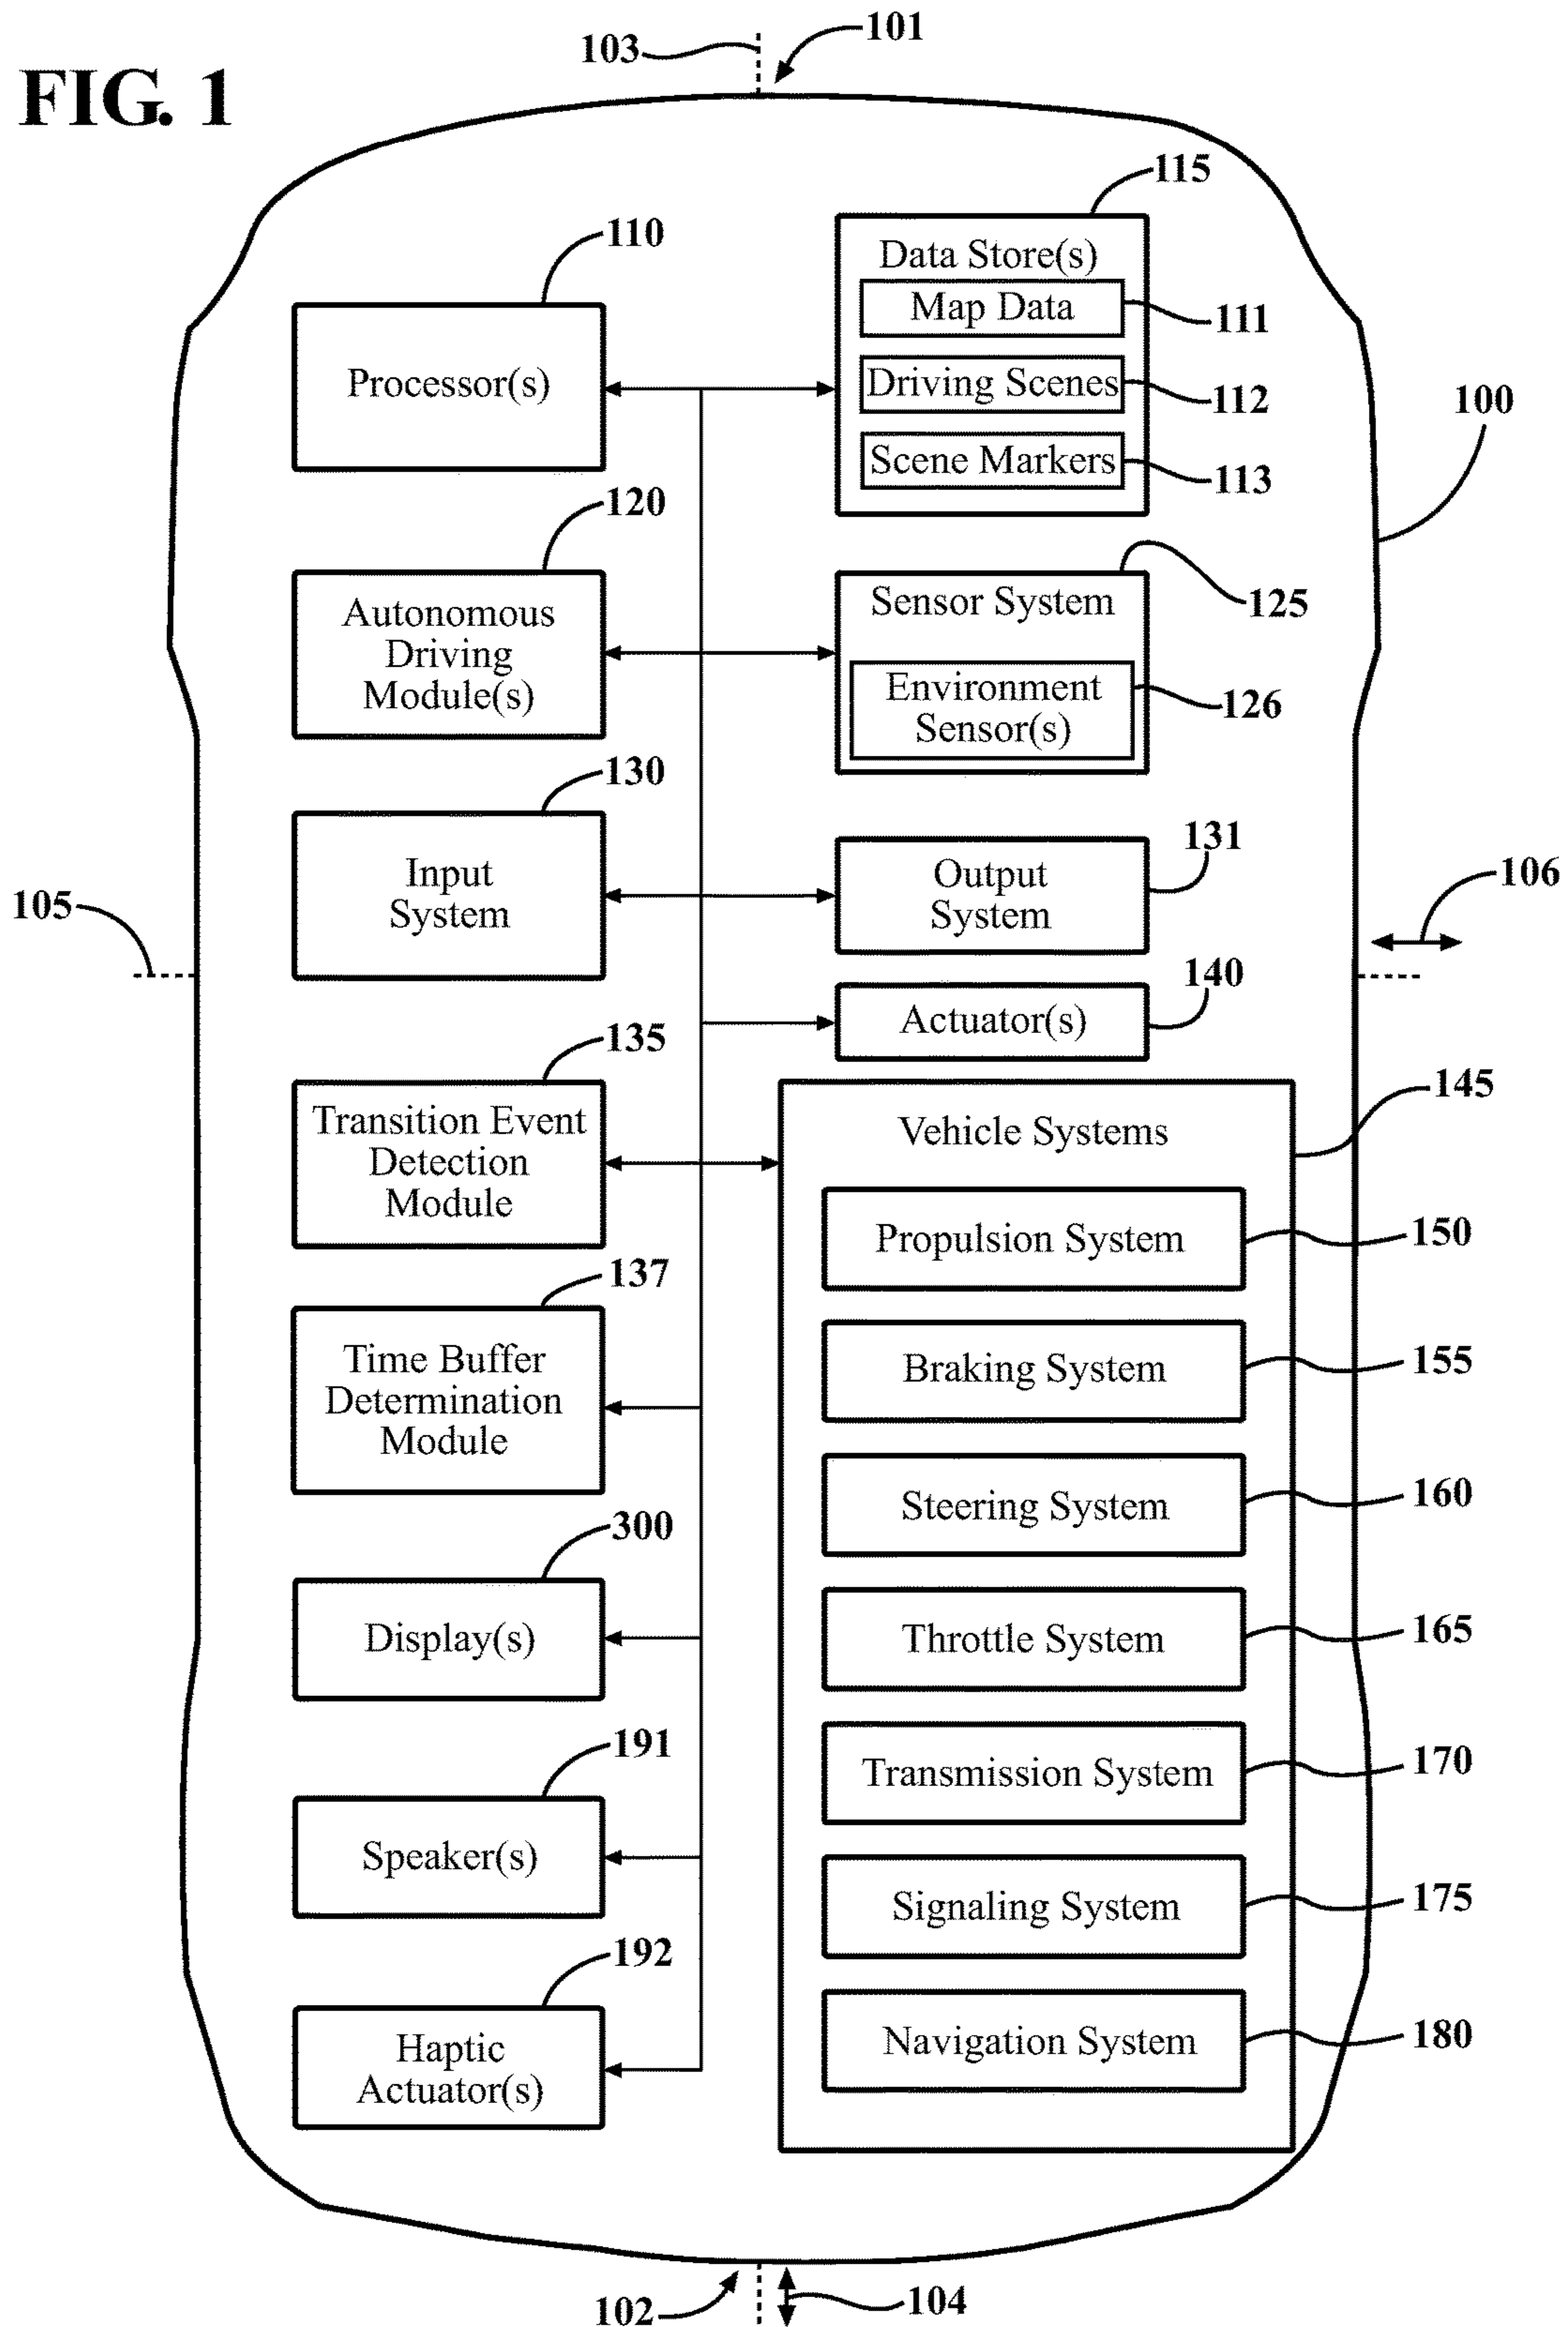 FIG. 1
103
101
115
110
Data Store(s)
Map Data
111
Processor(s)
Driving Scenes
112
100
Scene Markers
113
120
Autonomous
Driving
Module(s)
Sensor System
125
Environment
Sensor(s)
126
130
Input
System
131
Output
System
105
106
140
Actuator(s)
135
Transition Event
Detection
Module
145
Vehicle Systems
Propulsion System
150
137
Time Buffer
Determination
Module
Braking System
155
Steering System
160
300
Display(s)
Throttle System
165
191
Speaker(s)
Transmission System
170
Signaling System
175
192
Haptic
Actuator(s)
Navigation System
180
102
104